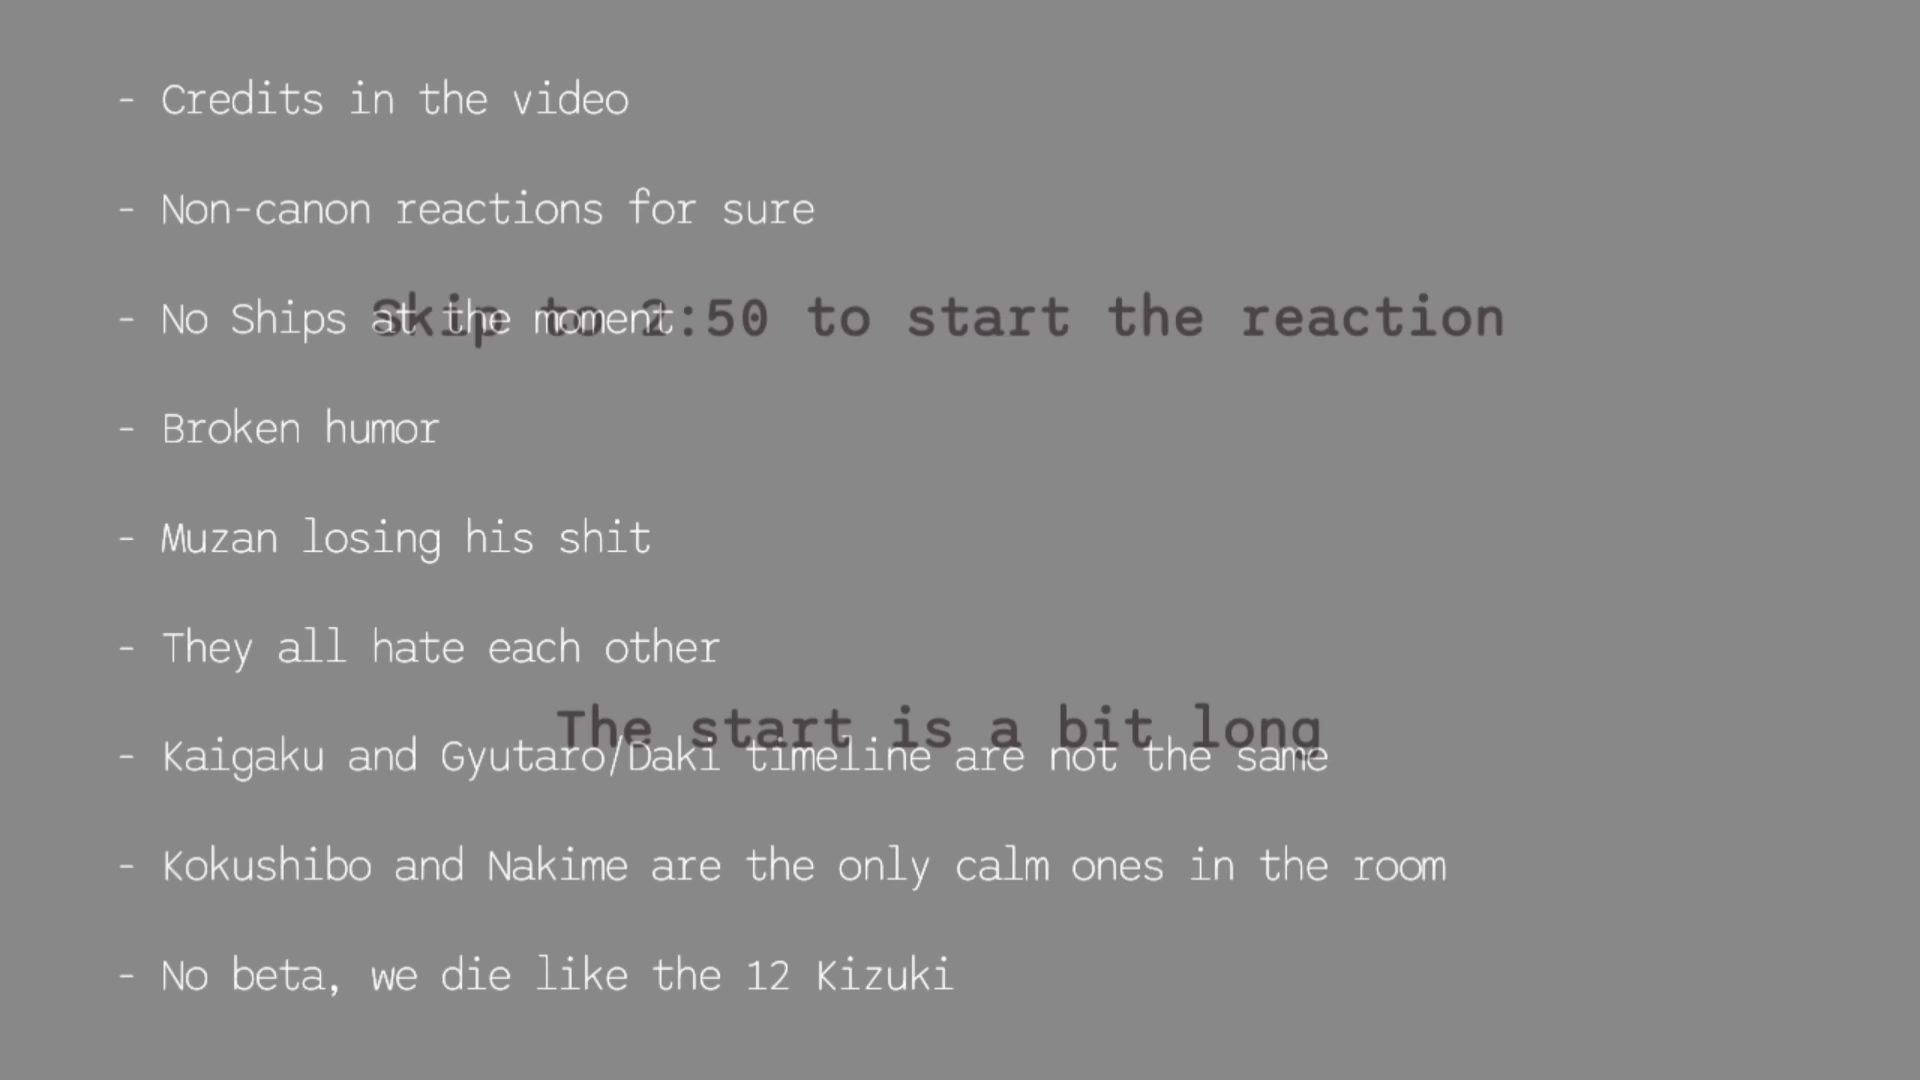 - Credits in the video
- Non-canon reactions for sure
- No Ships at the moment
Skip to 2:50 to start the reaction
- Broken humor
- Muzan losing his shit
- They all hate each other
The start is a bit long
- Kaigaku and Gyutaro/Daki timeline are not the same
- Kokushibo and Nakime are the only calm ones in the room
- No beta, we die like the 12 Kizuki